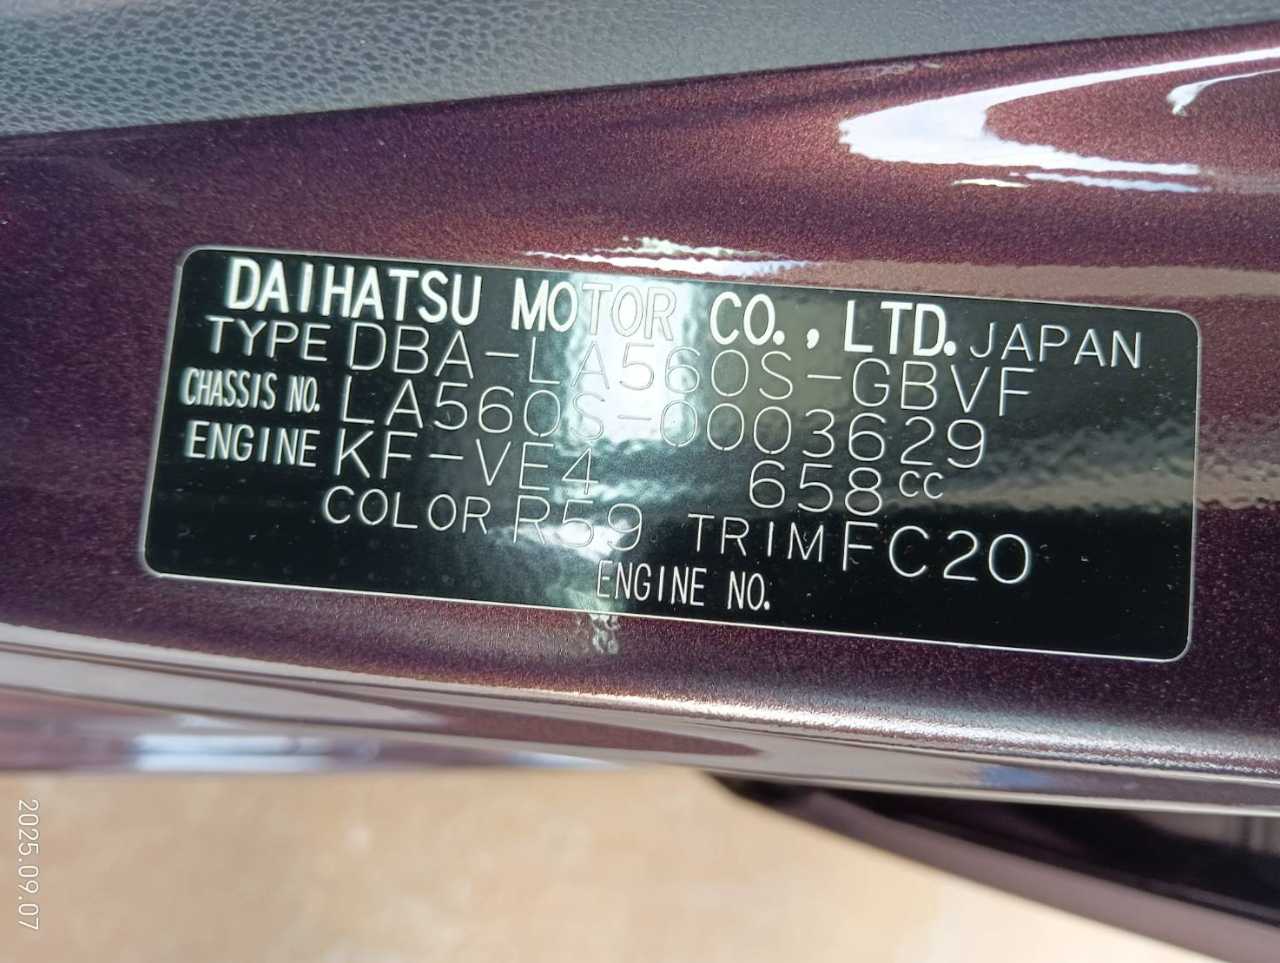 DAIHATSU MOTOR CO., LTD. JAPAN
TYPE DBA-LA560S-GBVF
CHASSIS NO. LA560S-0003629
ENGINE KF-VE4 658cc
COLOR R59 TRIM FC20
ENGINE NO.
2025.09.07